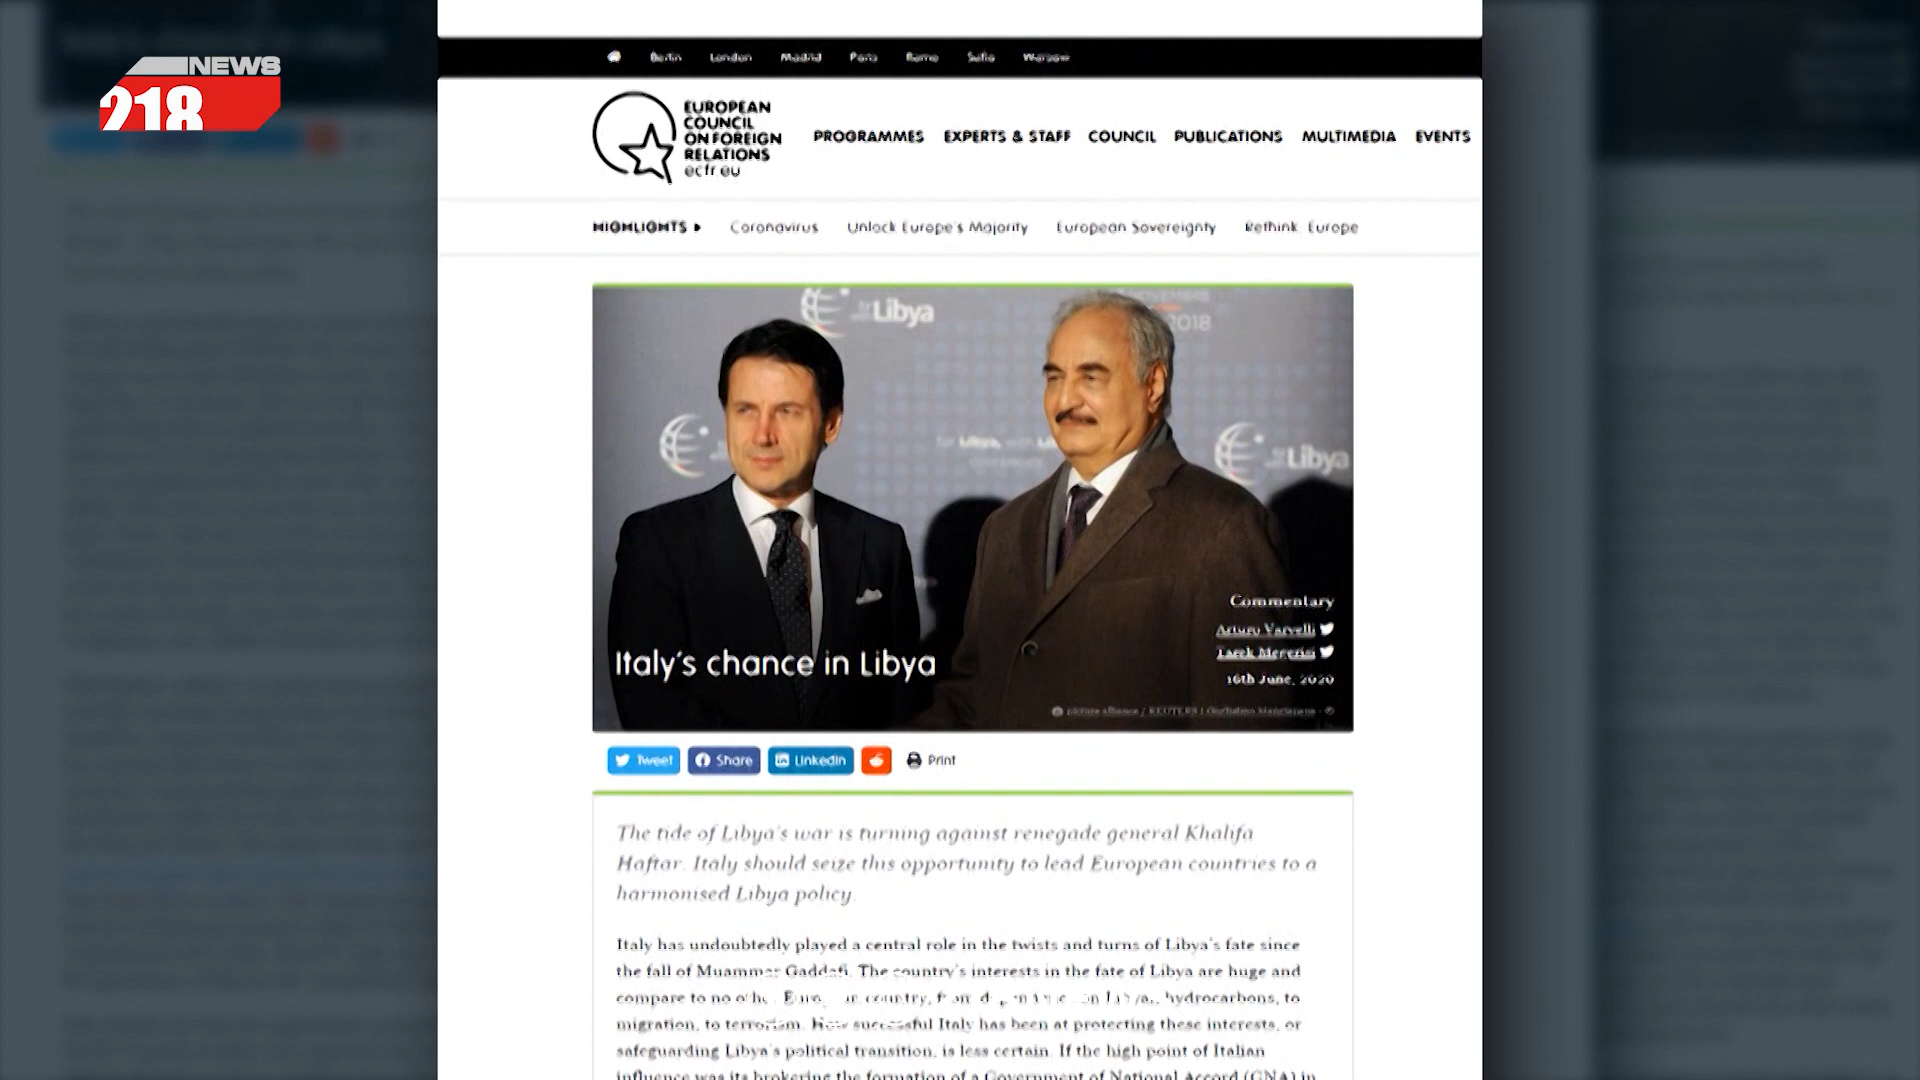 NEWS
218
Berlin London Madrid Paris Rome Sofia Warsaw
EUROPEAN
COUNCIL
ON FOREIGN
RELATIONS
ecfr.eu
PROGRAMMES EXPERTS & STAFF COUNCIL PUBLICATIONS MULTIMEDIA EVENTS
HIGHLIGHTS Coronavirus Unlock Europe's Majority European Sovereignty Rethink: Europe
Libya
2018
Libya
Commentary
Arturo Varvelli
Tarek Megerisi
16th June, 2020
Italy's chance in Libya
picture alliance / REUTERS |
Tweet Share LinkedIn Print
The tide of Libya's war is turning against renegade general Khalifa
Haftar. Italy should seize this opportunity to lead European countries to a
harmonised Libya policy
Italy has undoubtedly played a central role in the twists and turns of Libya's fate since
the fall of Muammar Gaddafi. The country's interests in the fate of Libya are huge and
compare to no other European country, from dependence on Libyan hydrocarbons, to
migration, to terrorism. How successful Italy has been at protecting these interests, or
safeguarding Libya's political transition, is less certain. If the high point of Italian
influence was its brokering the formation of a Government of National Accord (GNA) in